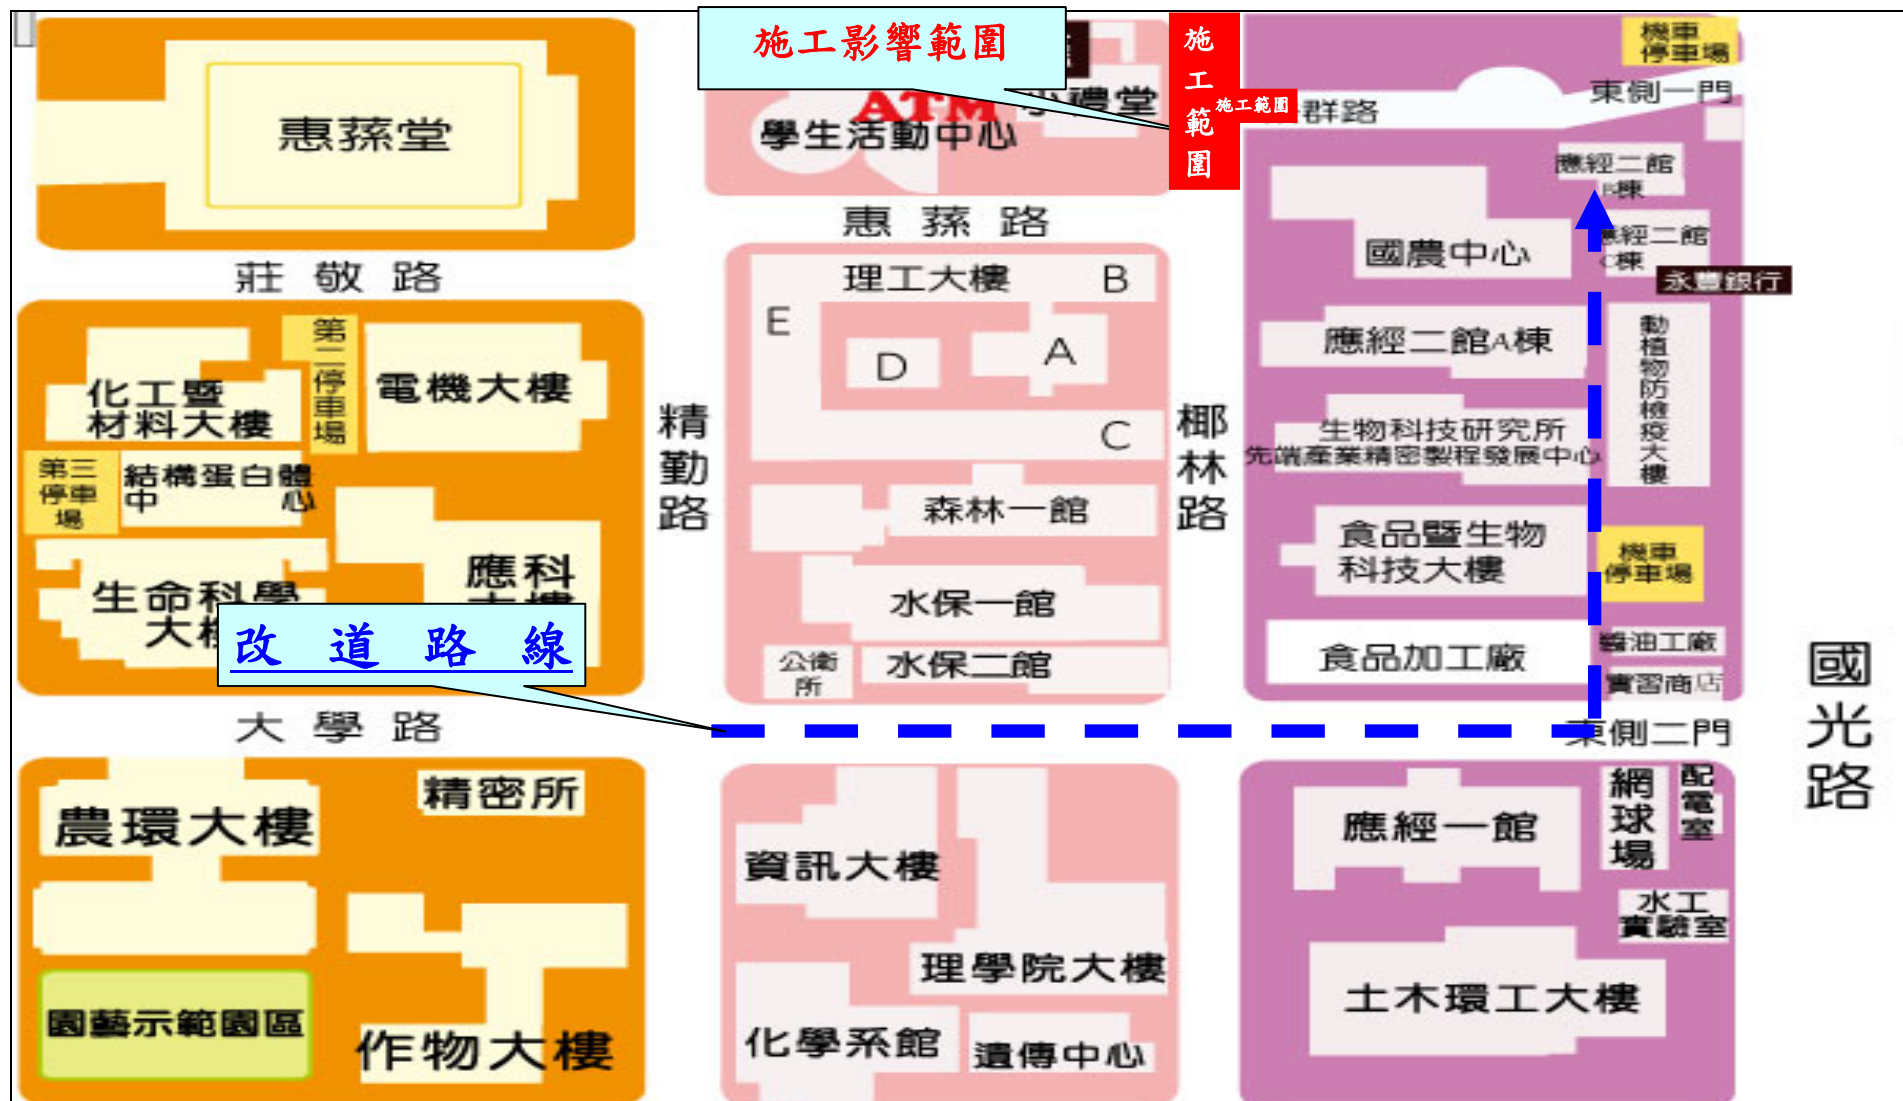 施工影響範圍
施工範圍
施工範圍
機車
停車場
東側一門
群路
惠蓀堂
ATM
小禮堂
學生活動中心
應經二館
B棟
惠蓀路
國農中心
應經二館
C棟
永豐銀行
莊敬路
理工大樓
B
E
D
A
C
應經二館A棟
動植物防檢疫大樓
第二停車場
化工暨
材料大樓
電機大樓
精勤路
椰林路
生物科技研究所
先端產業精密製程發展中心
第三
停車
場
結構蛋白體
中心
森林一館
食品暨生物
科技大樓
機車
停車場
生命科學
大樓
應科
大樓
水保一館
改道路線
公衛
所
水保二館
食品加工廠
醬油工廠
實習商店
國光路
大學路
東側二門
農環大樓
精密所
資訊大樓
應經一館
網球場
配電室
水工
實驗室
理學院大樓
土木環工大樓
園藝示範園區
作物大樓
化學系館
遺傳中心